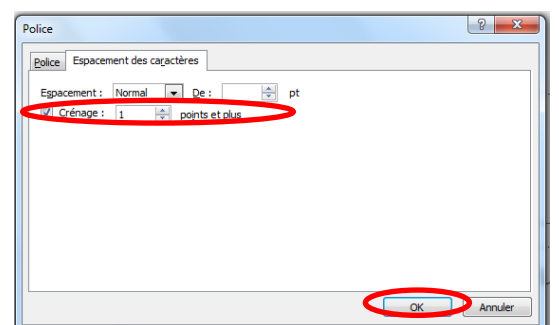 Police
Police Espacement des caractères
Espacement : Normal De : pt
Crénage : 1 points et plus
OK Annuler